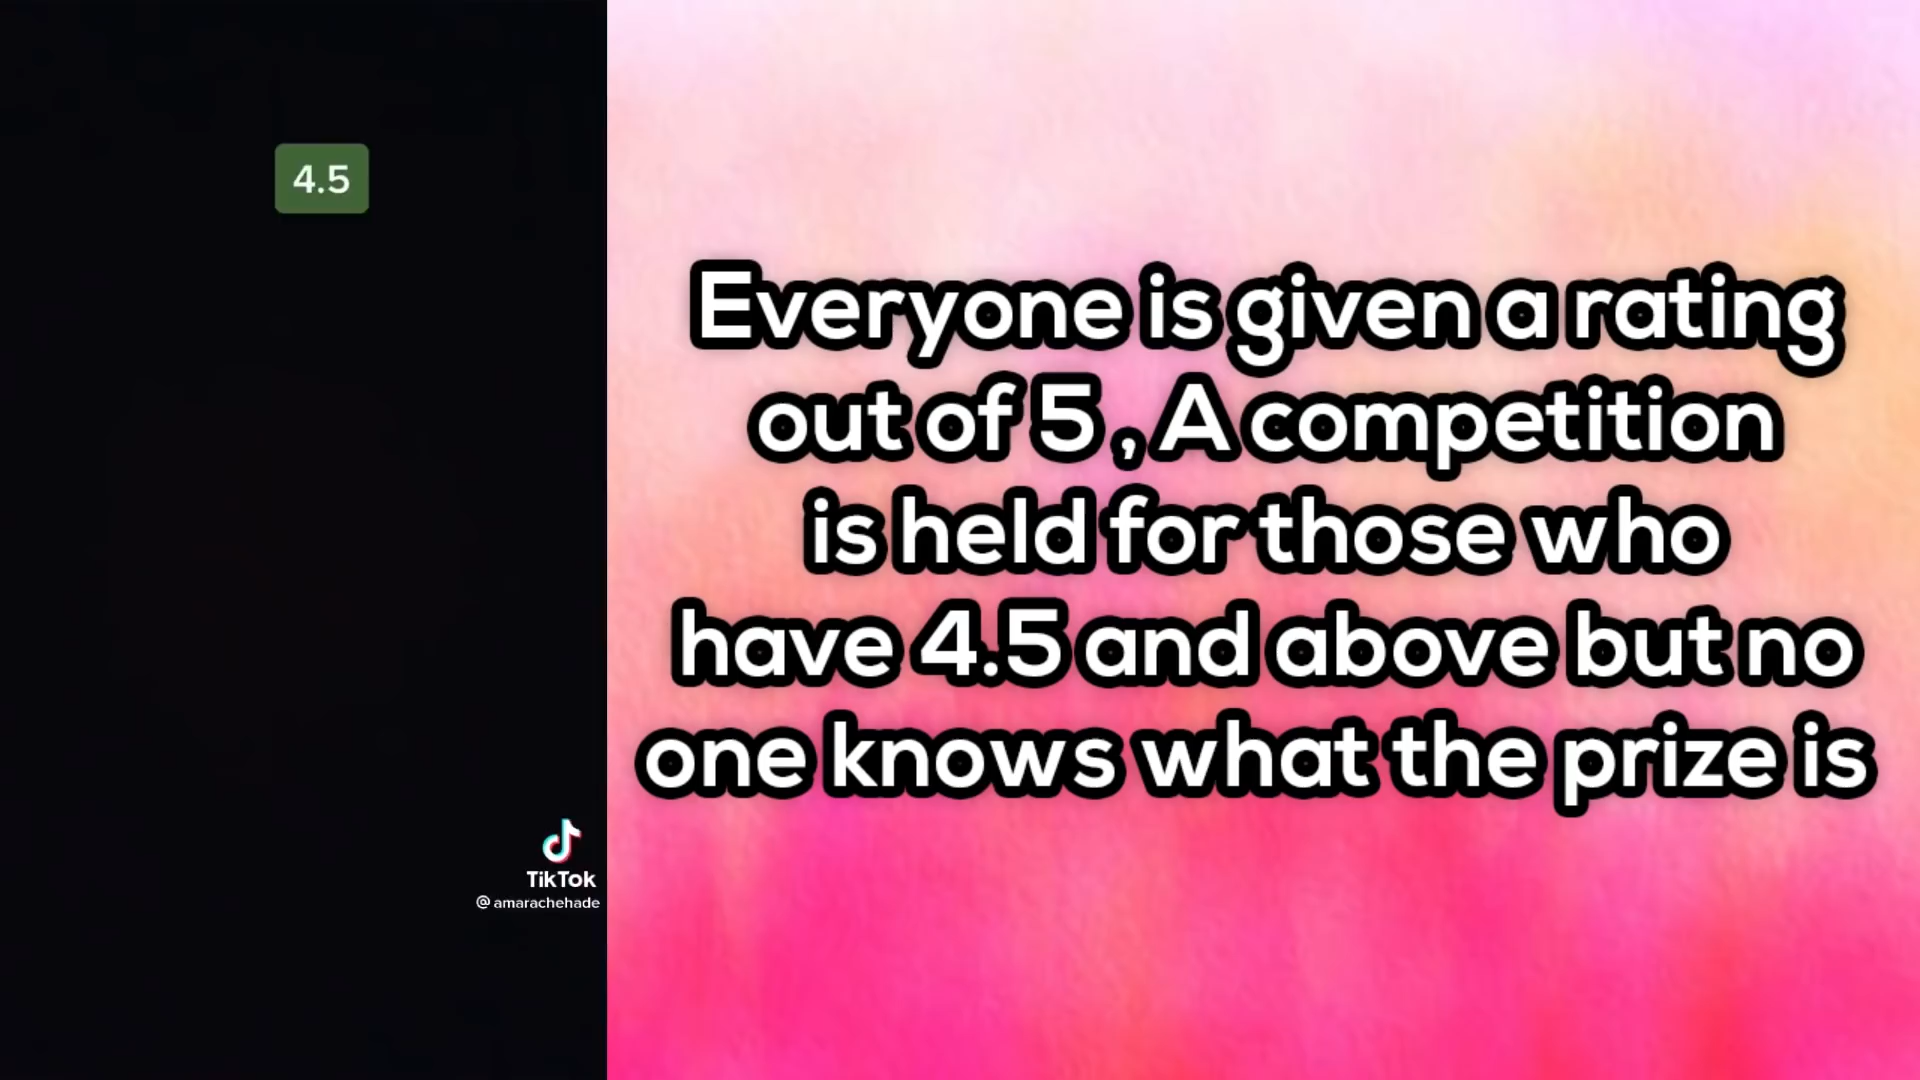 4.5
TikTok
@amarachehade
Everyone is given a rating
out of 5 , A competition
is held for those who
have 4.5 and above but no
one knows what the prize is